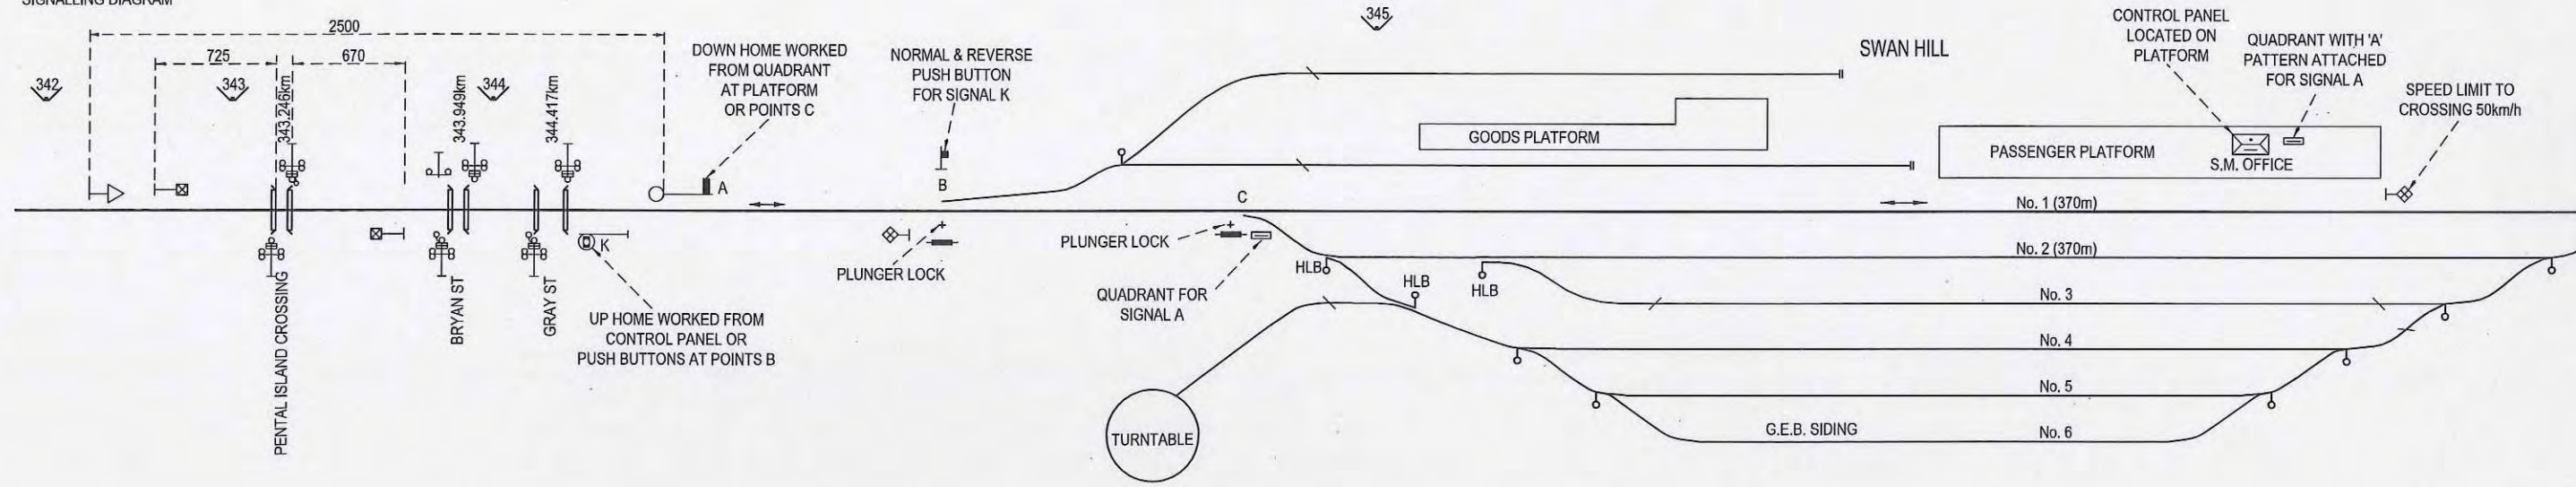 SIGNALLING DIAGRAM
2500
725
670
342
343
343.246km
343.949km
344
344.417km
DOWN HOME WORKED
FROM QUADRANT
AT PLATFORM
OR POINTS C
A
NORMAL & REVERSE
PUSH BUTTON
FOR SIGNAL K
B
345
SWAN HILL
GOODS PLATFORM
CONTROL PANEL
LOCATED ON
PLATFORM
QUADRANT WITH 'A'
PATTERN ATTACHED
FOR SIGNAL A
SPEED LIMIT TO
CROSSING 50km/h
PASSENGER PLATFORM
S.M. OFFICE
C
No. 1 (370m)
K
PLUNGER LOCK
PLUNGER LOCK
No. 2 (370m)
HLB
HLB
HLB
PENTAL ISLAND CROSSING
BRYAN ST
GRAY ST
UP HOME WORKED FROM
CONTROL PANEL OR
PUSH BUTTONS AT POINTS B
QUADRANT FOR
SIGNAL A
No. 3
No. 4
No. 5
TURNTABLE
G.E.B. SIDING
No. 6